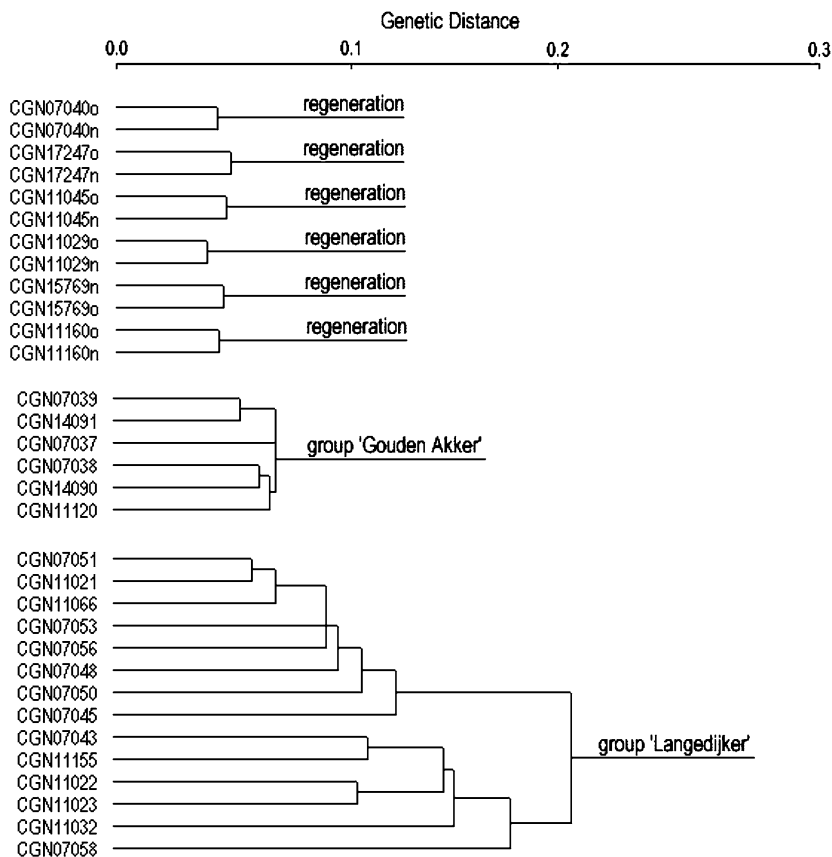 Genetic Distance
0.0 0.1 0.2 0.3
CGN07040o regeneration
CGN07040n
CGN17247o regeneration
CGN17247n
CGN11045o regeneration
CGN11045n
CGN11029o regeneration
CGN11029n
CGN15769n regeneration
CGN15769o
CGN11160o regeneration
CGN11160n
CGN07039
CGN14091
CGN07037 group 'Gouden Akker'
CGN07038
CGN14090
CGN11120
CGN07051
CGN11021
CGN11066
CGN07053
CGN07056
CGN07048
CGN07050
CGN07045
CGN07043 group 'Langedijker'
CGN11155
CGN11022
CGN11023
CGN11032
CGN07058